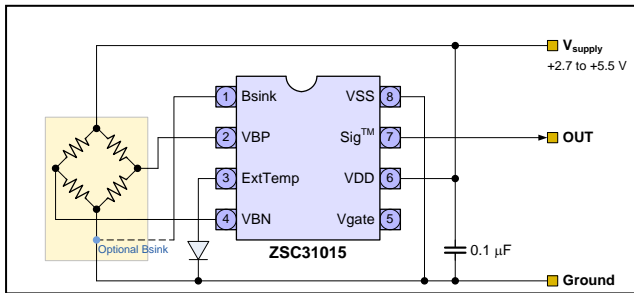 Vsupply
+2.7 to +5.5 V
1 Bsink VSS 8
2 VBP Sig™ 7 OUT
3 ExtTemp VDD 6
4 VBN Vgate 5
Optional Bsink
ZSC31015
0.1 µF
Ground